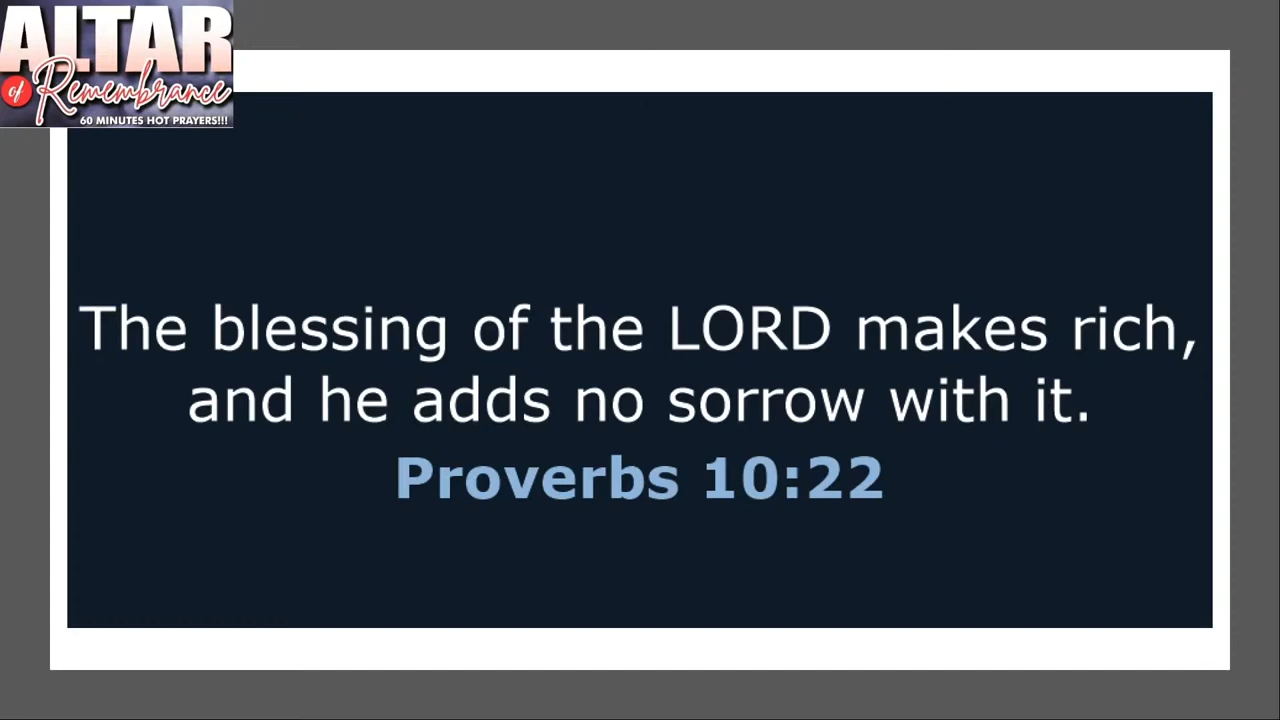 ALTAR
of Remembrance
60 MINUTES HOT PRAYERS!!!
The blessing of the LORD makes rich,
and he adds no sorrow with it.
Proverbs 10:22